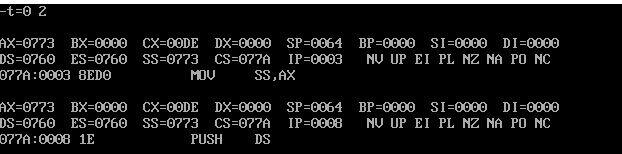 -t=0 2
AX=0773  BX=0000  CX=00DE  DX=0000  SP=0064  BP=0000  SI=0000  DI=0000
DS=0760  ES=0760  SS=0773  CS=077A  IP=0003   NV UP EI PL NZ NA PO NC
077A:0003 8ED0          MOV     SS,AX
AX=0773  BX=0000  CX=00DE  DX=0000  SP=0064  BP=0000  SI=0000  DI=0000
DS=0760  ES=0760  SS=0773  CS=077A  IP=0008   NV UP EI PL NZ NA PO NC
077A:0008 1E            PUSH    DS